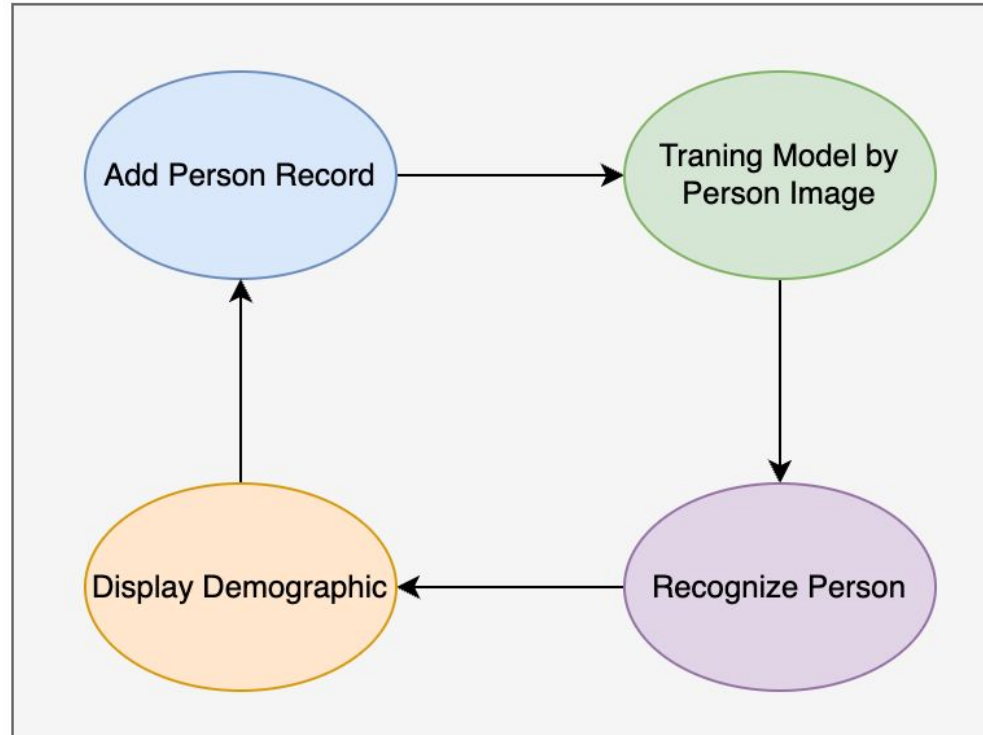 Add Person Record
Traning Model by
Person Image
Display Demographic
Recognize Person